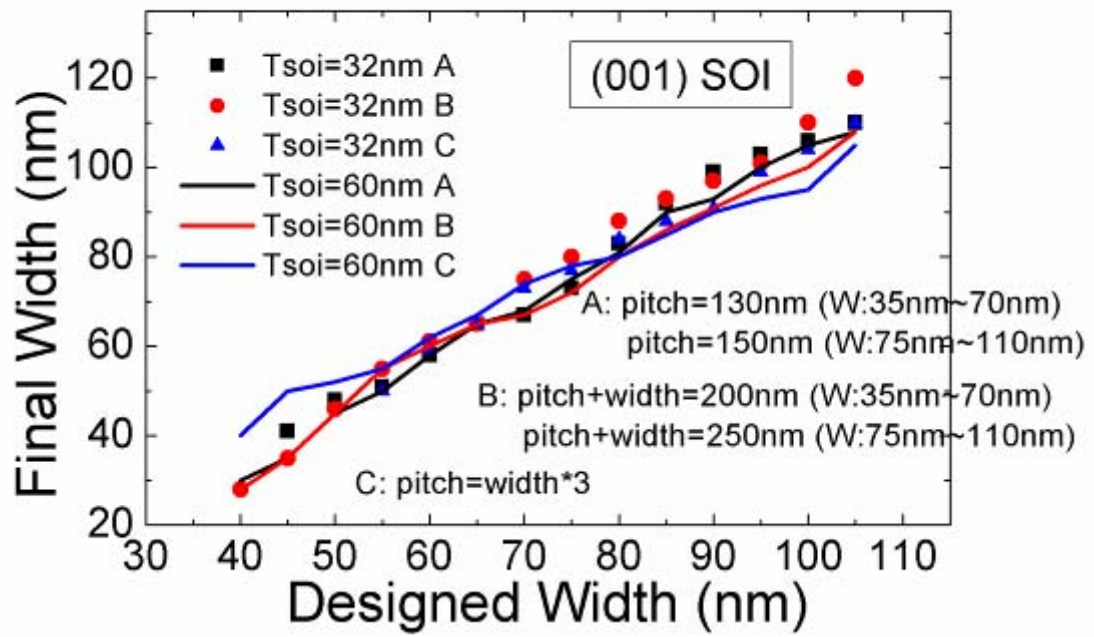 Final Width (nm)
120
100
80
60
40
20
Tsoi=32nm A
Tsoi=32nm B
Tsoi=32nm C
Tsoi=60nm A
Tsoi=60nm B
Tsoi=60nm C
(001) SOI
A: pitch=130nm (W:35nm~70nm)
pitch=150nm (W:75nm~110nm)
B: pitch+width=200nm (W:35nm~70nm)
pitch+width=250nm (W:75nm~110nm)
C: pitch=width*3
30 40 50 60 70 80 90 100 110
Designed Width (nm)